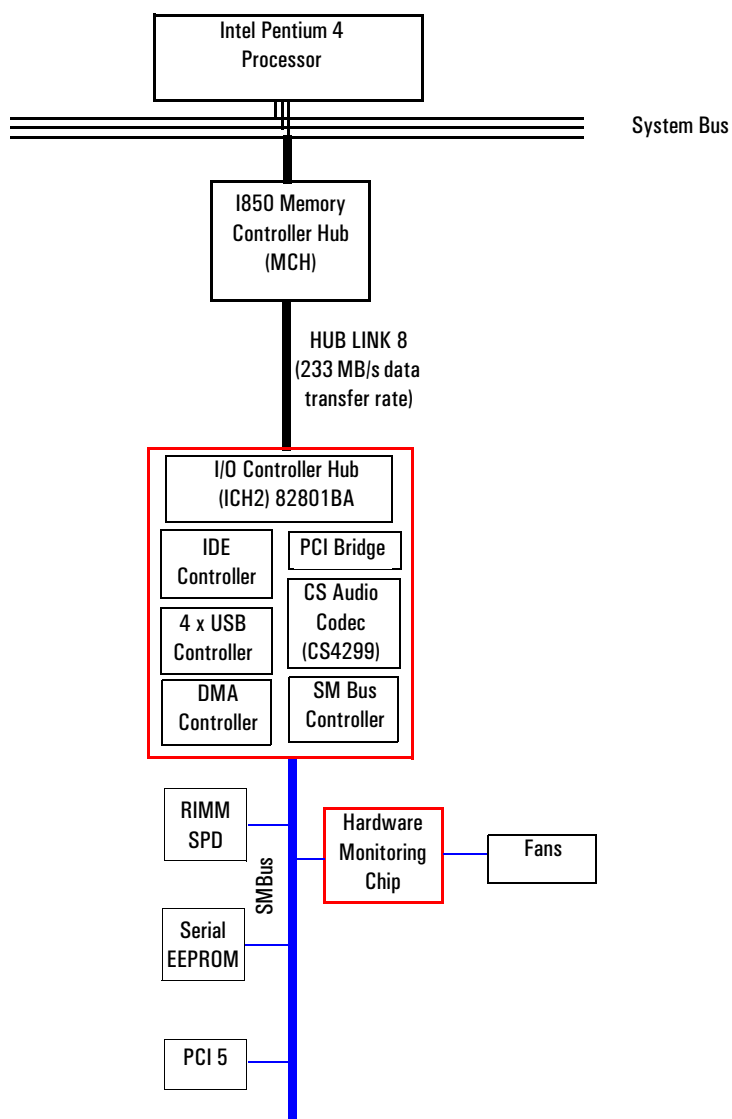 Intel Pentium 4
Processor
System Bus
I850 Memory
Controller Hub
(MCH)
HUB LINK 8
(233 MB/s data
transfer rate)
I/O Controller Hub
(ICH2) 82801BA
IDE
Controller
PCI Bridge
CS Audio
Codec
(CS4299)
4 x USB
Controller
DMA
Controller
SM Bus
Controller
RIMM
SPD
Hardware
Monitoring
Chip
Fans
SMBus
Serial
EEPROM
PCI 5